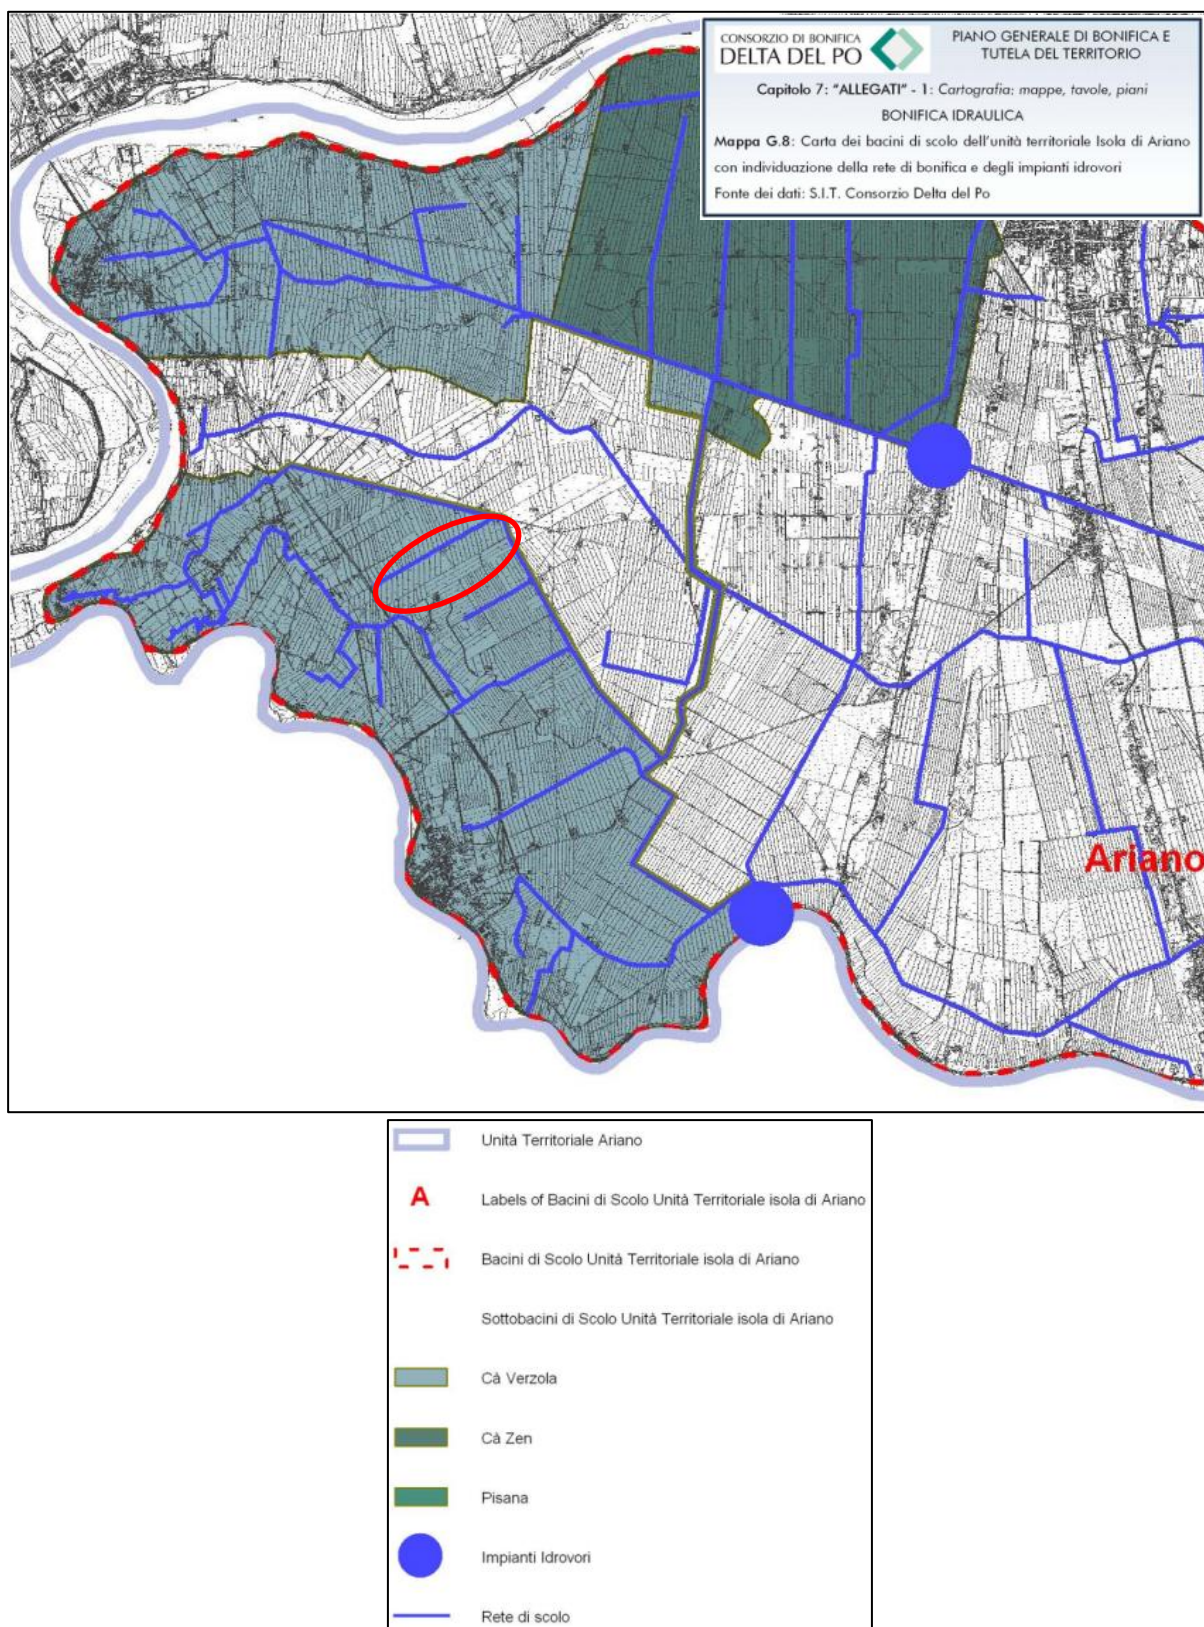 CONSORZIO DI BONIFICA
DELTA DEL PO
PIANO GENERALE DI BONIFICA E
TUTELA DEL TERRITORIO
Capitolo 7: "ALLEGATI" - 1: Cartografia: mappe, tavole, piani
BONIFICA IDRAULICA
Mappa G.8: Carta dei bacini di scolo dell'unità territoriale Isola di Ariano
con individuazione della rete di bonifica e degli impianti idrovori
Fonte dei dati: S.I.T. Consorzio Delta del Po
Ariano
Unità Territoriale Ariano
A
Labels of Bacini di Scolo Unità Territoriale isola di Ariano
Bacini di Scolo Unità Territoriale isola di Ariano
Sottobacini di Scolo Unità Territoriale isola di Ariano
Cà Verzola
Cà Zen
Pisana
Impianti Idrovori
Rete di scolo